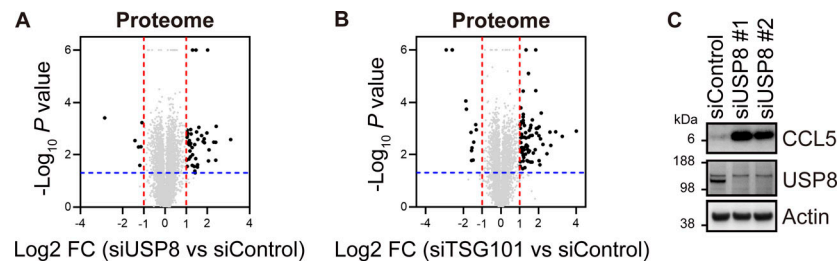 A
Proteome
-Log10 P value
6
4
2
0
-4
-2
-1
0
1
2
4
Log2 FC (siUSP8 vs siControl)
B
Proteome
-Log10 P value
6
4
2
0
-4
-2
-1
0
1
2
4
Log2 FC (siTSG101 vs siControl)
C
siControl
siUSP8 #1
siUSP8 #2
kDa
6
CCL5
188
98
USP8
38
Actin